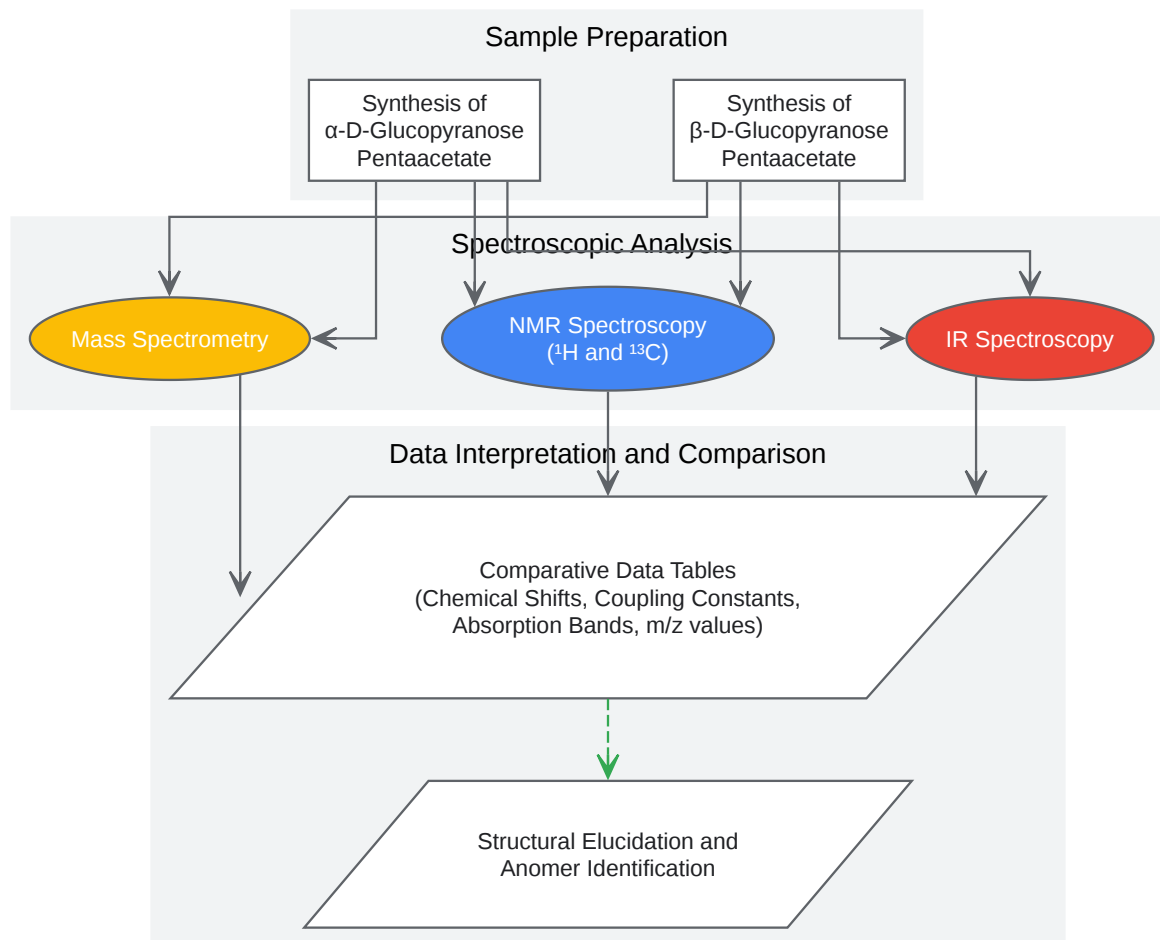 Sample Preparation
Synthesis of
α-D-Glucopyranose
Pentaacetate
Synthesis of
β-D-Glucopyranose
Pentaacetate
Spectroscopic Analysis
Mass Spectrometry
NMR Spectroscopy
(¹H and ¹³C)
IR Spectroscopy
Data Interpretation and Comparison
Comparative Data Tables
(Chemical Shifts, Coupling Constants,
Absorption Bands, m/z values)
Structural Elucidation and
Anomer Identification